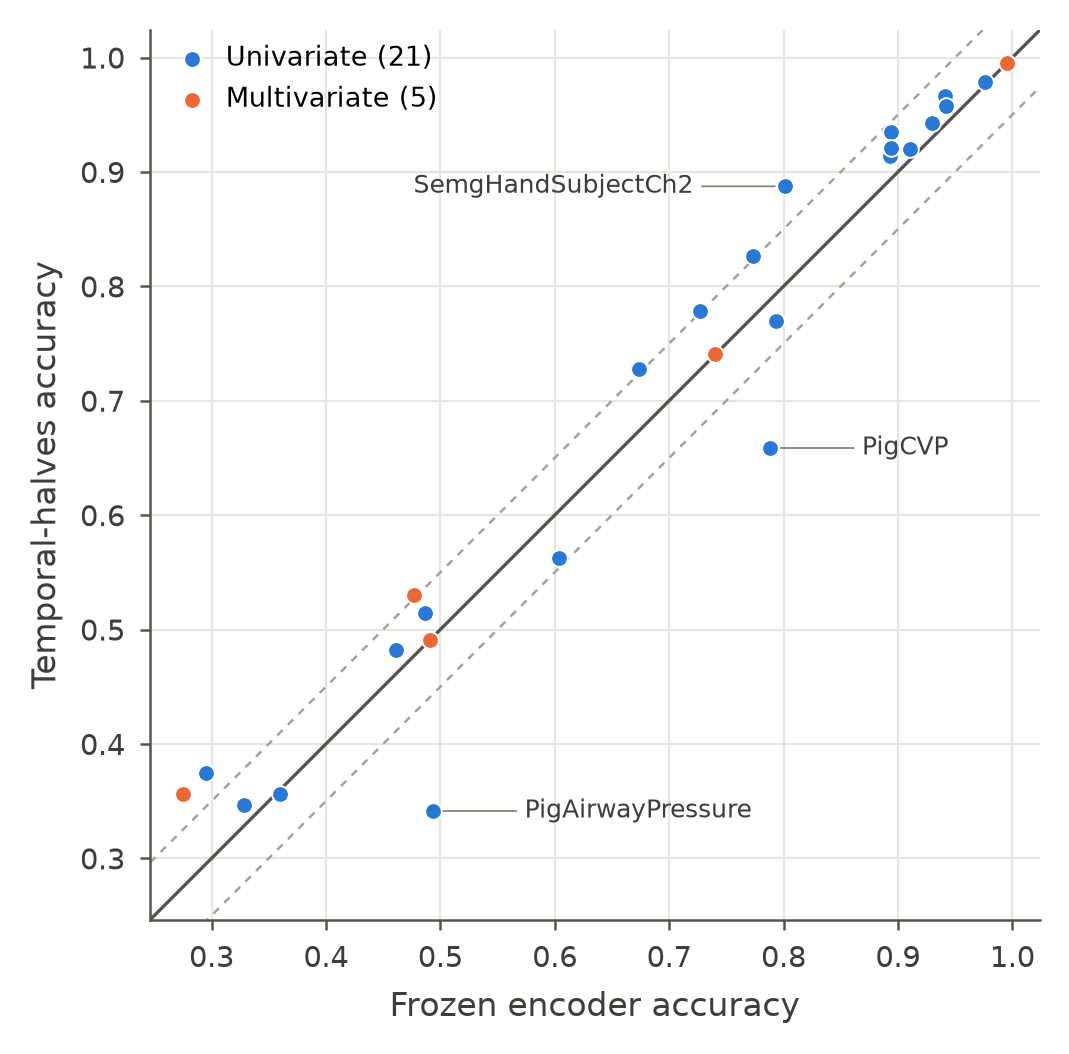 Univariate (21)
Multivariate (5)
SemgHandSubjectCh2
PigCVP
PigAirwayPressure
Temporal-halves accuracy
1.0
0.9
0.8
0.7
0.6
0.5
0.4
0.3
0.3 0.4 0.5 0.6 0.7 0.8 0.9 1.0
Frozen encoder accuracy